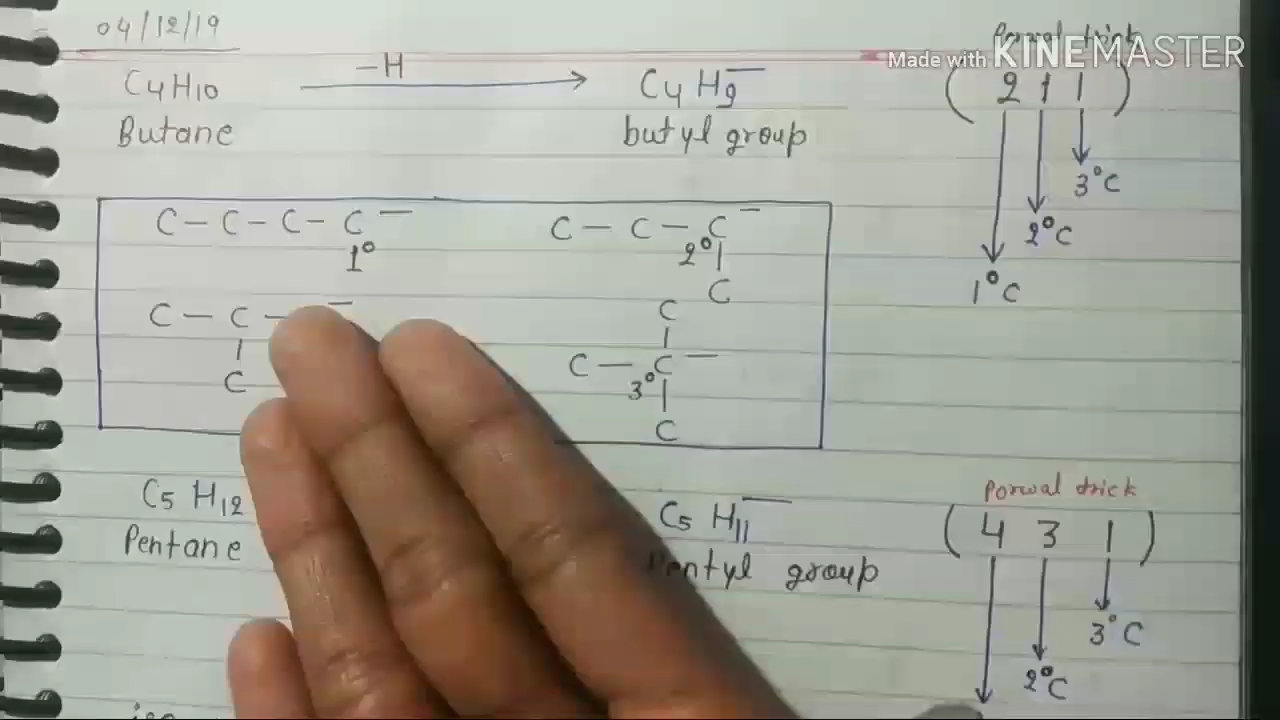 04/12/19
Made with KINEMASTER
C4H10 —H C4H9—
Butane butyl group
( 2 1 1 )
3°C
2°C
1°C
C — C — C — C —
1°
C — C — C —
2°
C
C — C —
C
C
C — C —
3°
C
C5 H12
Pentane
C5 H11—
Pentyl group
Porwal trick
( 4 3 1 )
3°C
2°C